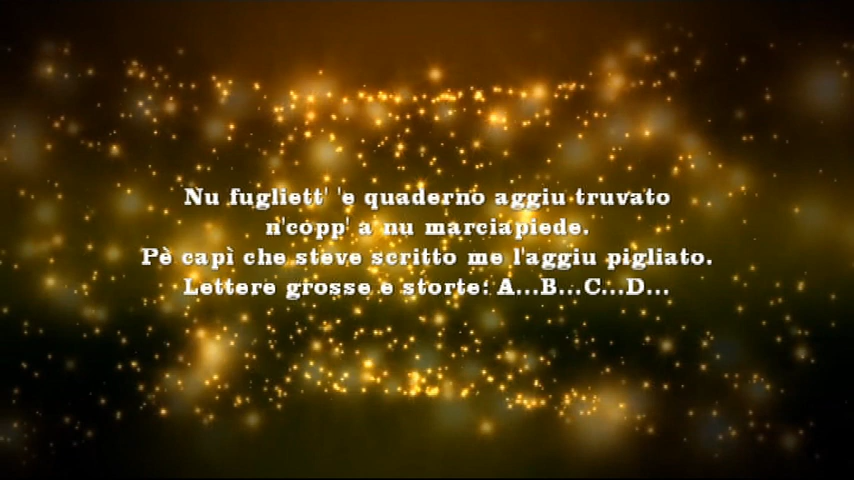 Nu fugliett' 'e quaderno aggiu truvato
n'copp' a nu marciapiede.
Pè capì che steve scritto me l'aggiu pigliato.
Lettere grosse e storte: A...B...C...D...